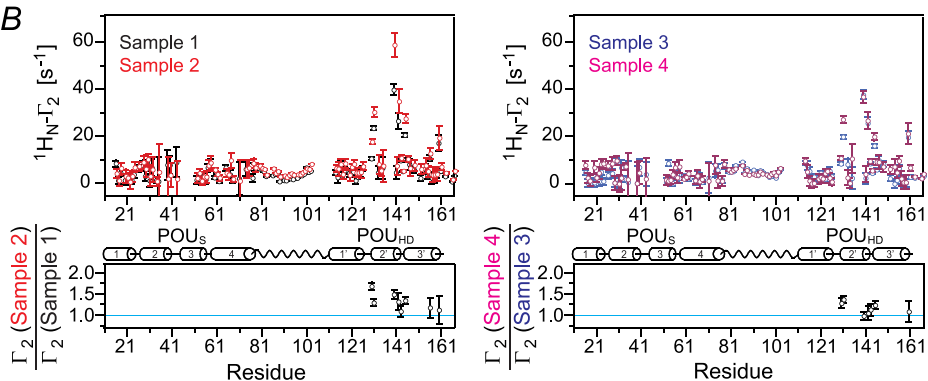 B
Sample 1
Sample 2
¹H_N-Γ₂ [s⁻¹]
60
40
20
0
21 41 61 81 101 121 141 161
Sample 3
Sample 4
¹H_N-Γ₂ [s⁻¹]
60
40
20
0
21 41 61 81 101 121 141 161
POU_S POU_HD
1 2 3 4 1' 2' 3'
Γ₂ (Sample 2)
Γ₂ (Sample 1)
2.0
1.5
1.0
21 41 61 81 101 121 141 161
Residue
POU_S POU_HD
1 2 3 4 1' 2' 3'
Γ₂ (Sample 4)
Γ₂ (Sample 3)
2.0
1.5
1.0
21 41 61 81 101 121 141 161
Residue